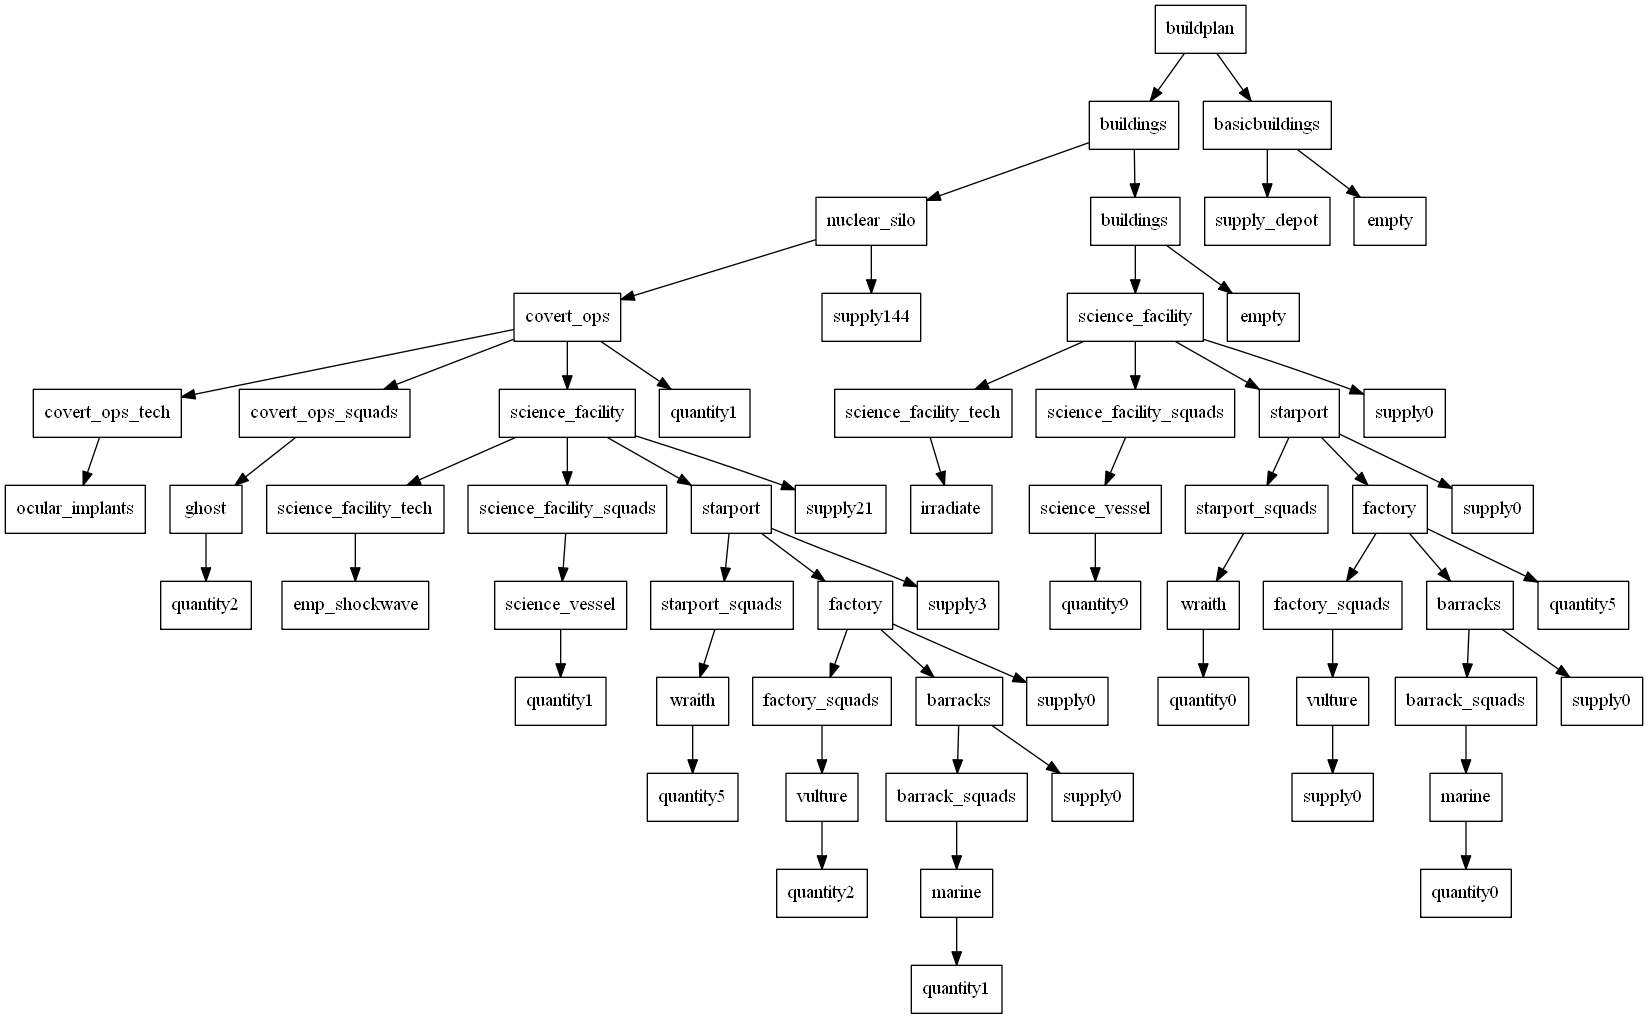 buildplan
buildings
basicbuildings
nuclear_silo
buildings
supply_depot
empty
covert_ops
supply144
science_facility
empty
covert_ops_tech
covert_ops_squads
science_facility
quantity1
science_facility_tech
science_facility_squads
starport
supply0
ocular_implants
ghost
science_facility_tech
science_facility_squads
starport
supply21
irradiate
science_vessel
starport_squads
factory
supply0
quantity2
emp_shockwave
science_vessel
starport_squads
factory
supply3
quantity9
wraith
factory_squads
barracks
quantity5
quantity1
wraith
factory_squads
barracks
supply0
quantity0
vulture
barrack_squads
supply0
quantity5
vulture
barrack_squads
supply0
supply0
marine
quantity2
marine
quantity0
quantity1